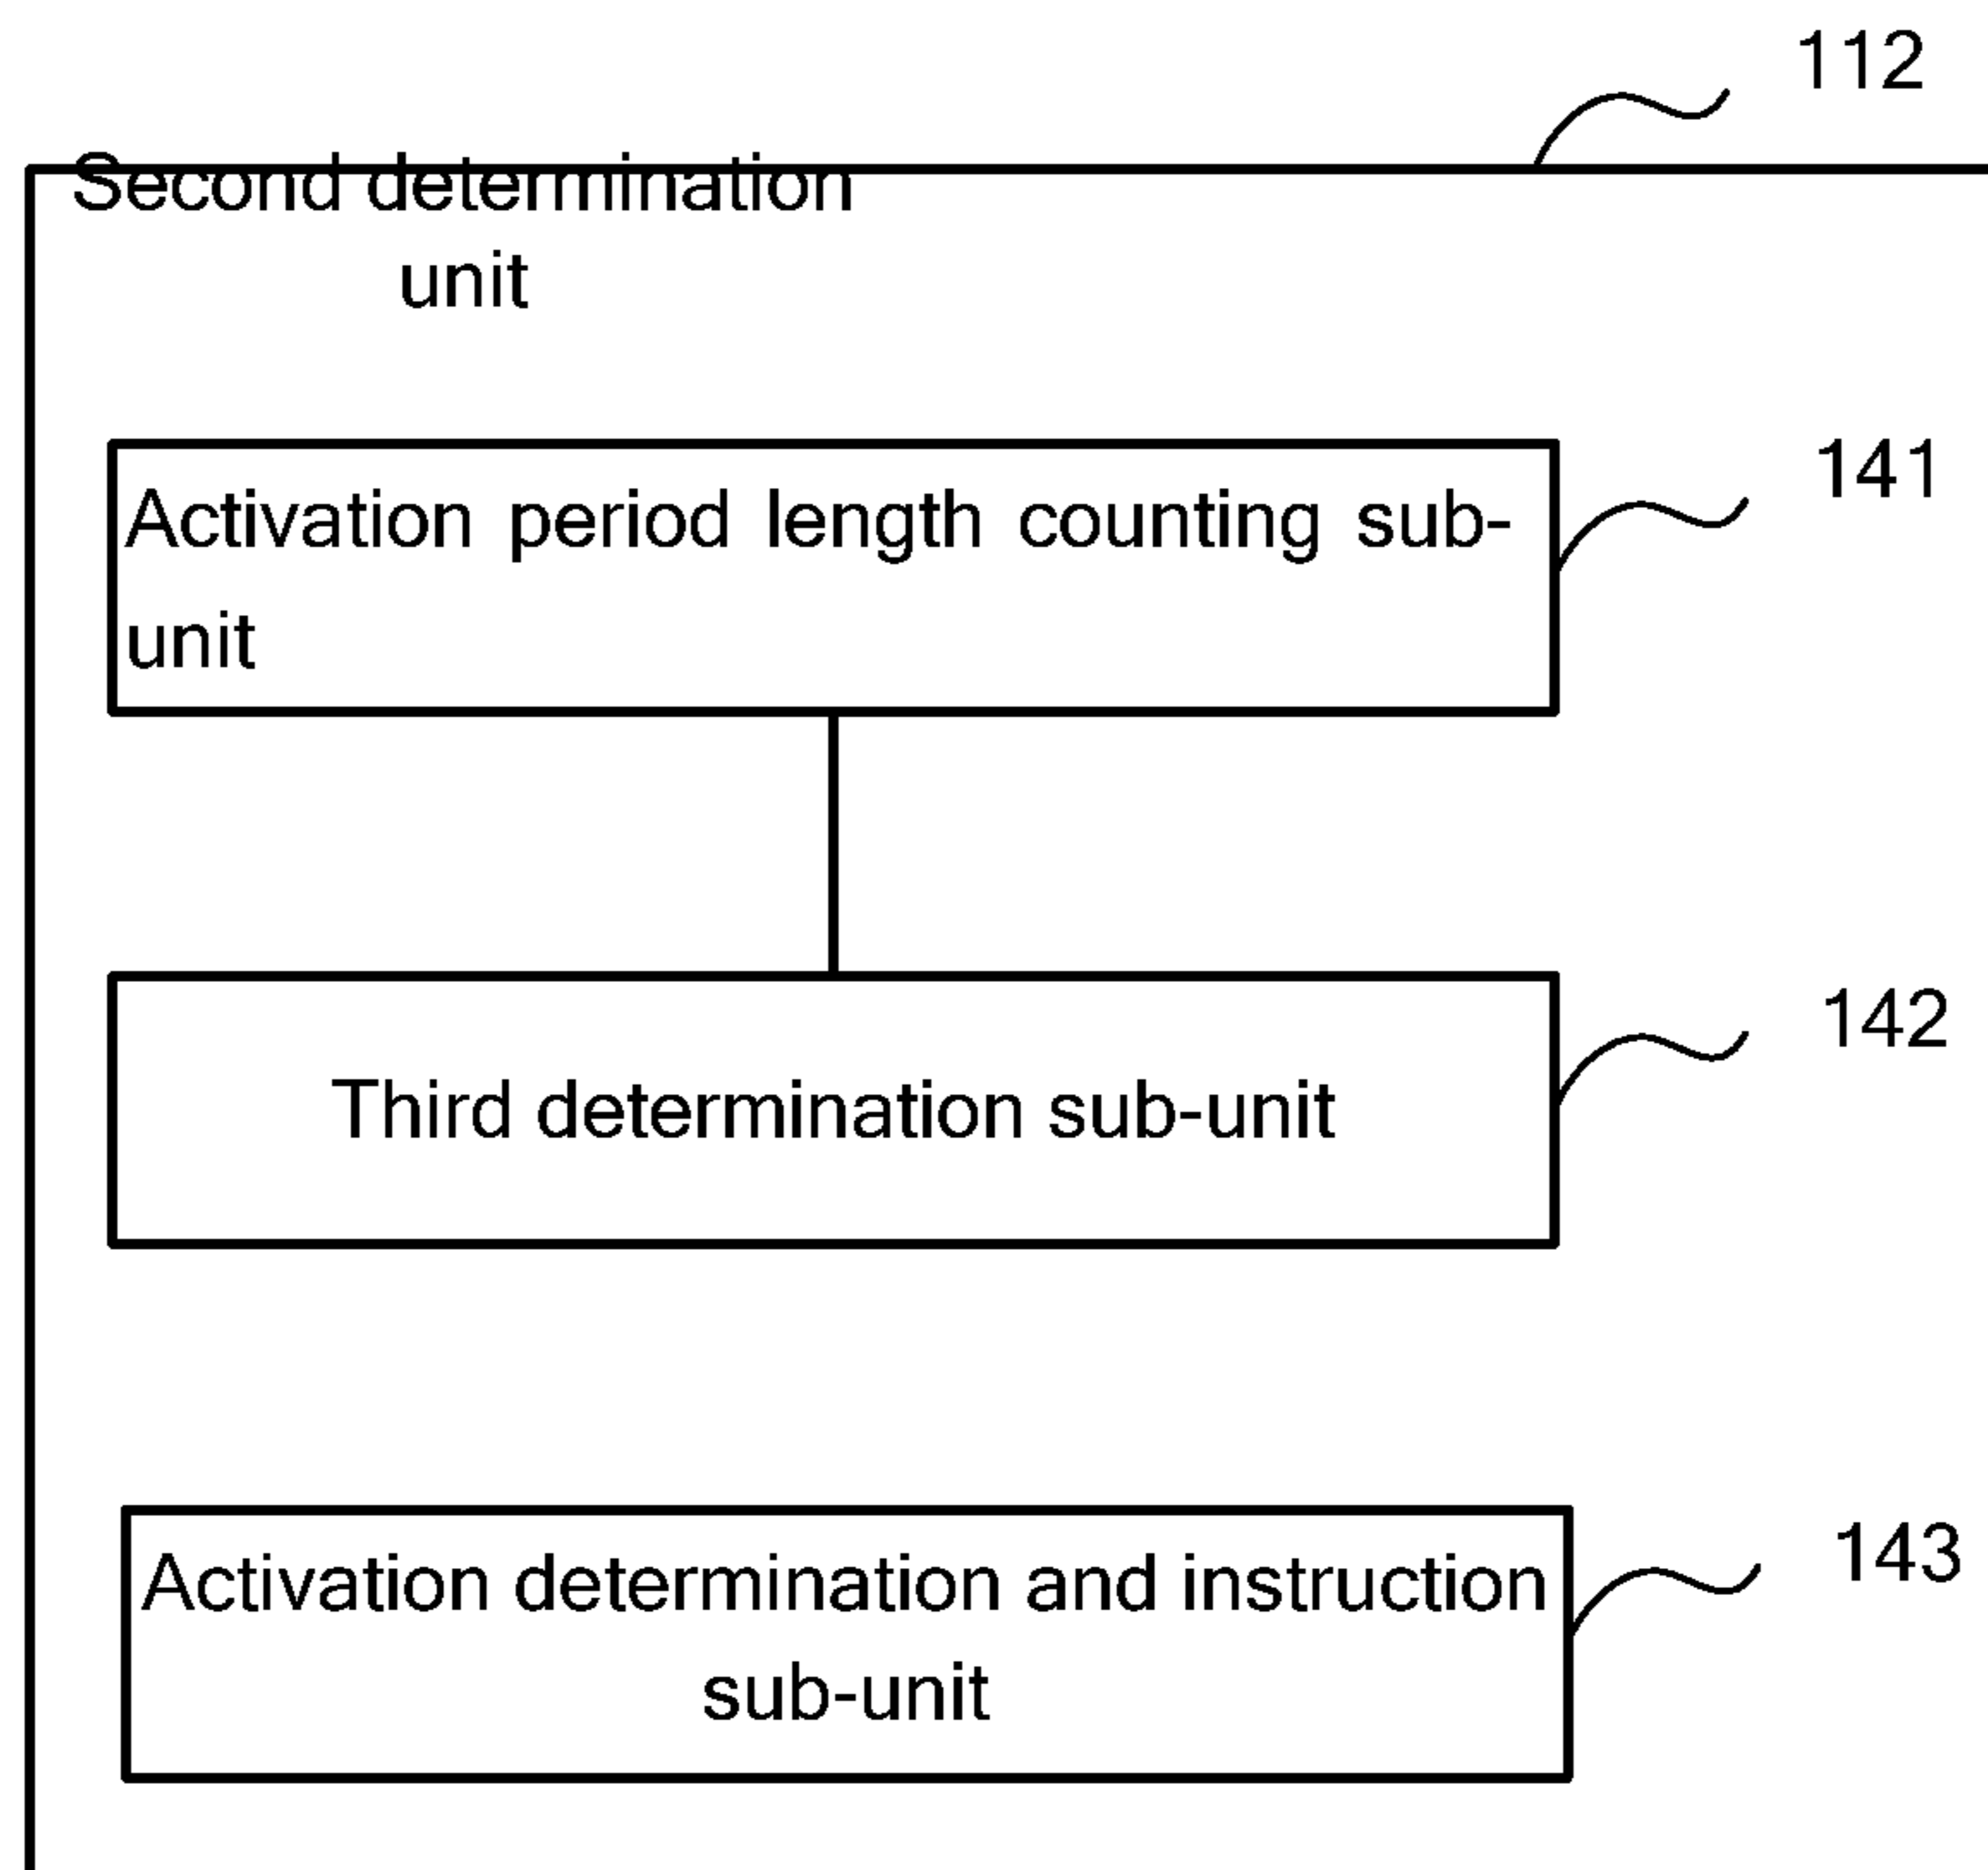 112
Second determination
unit
Activation period length counting sub-
unit
141
Third determination sub-unit
142
Activation determination and instruction
sub-unit
143